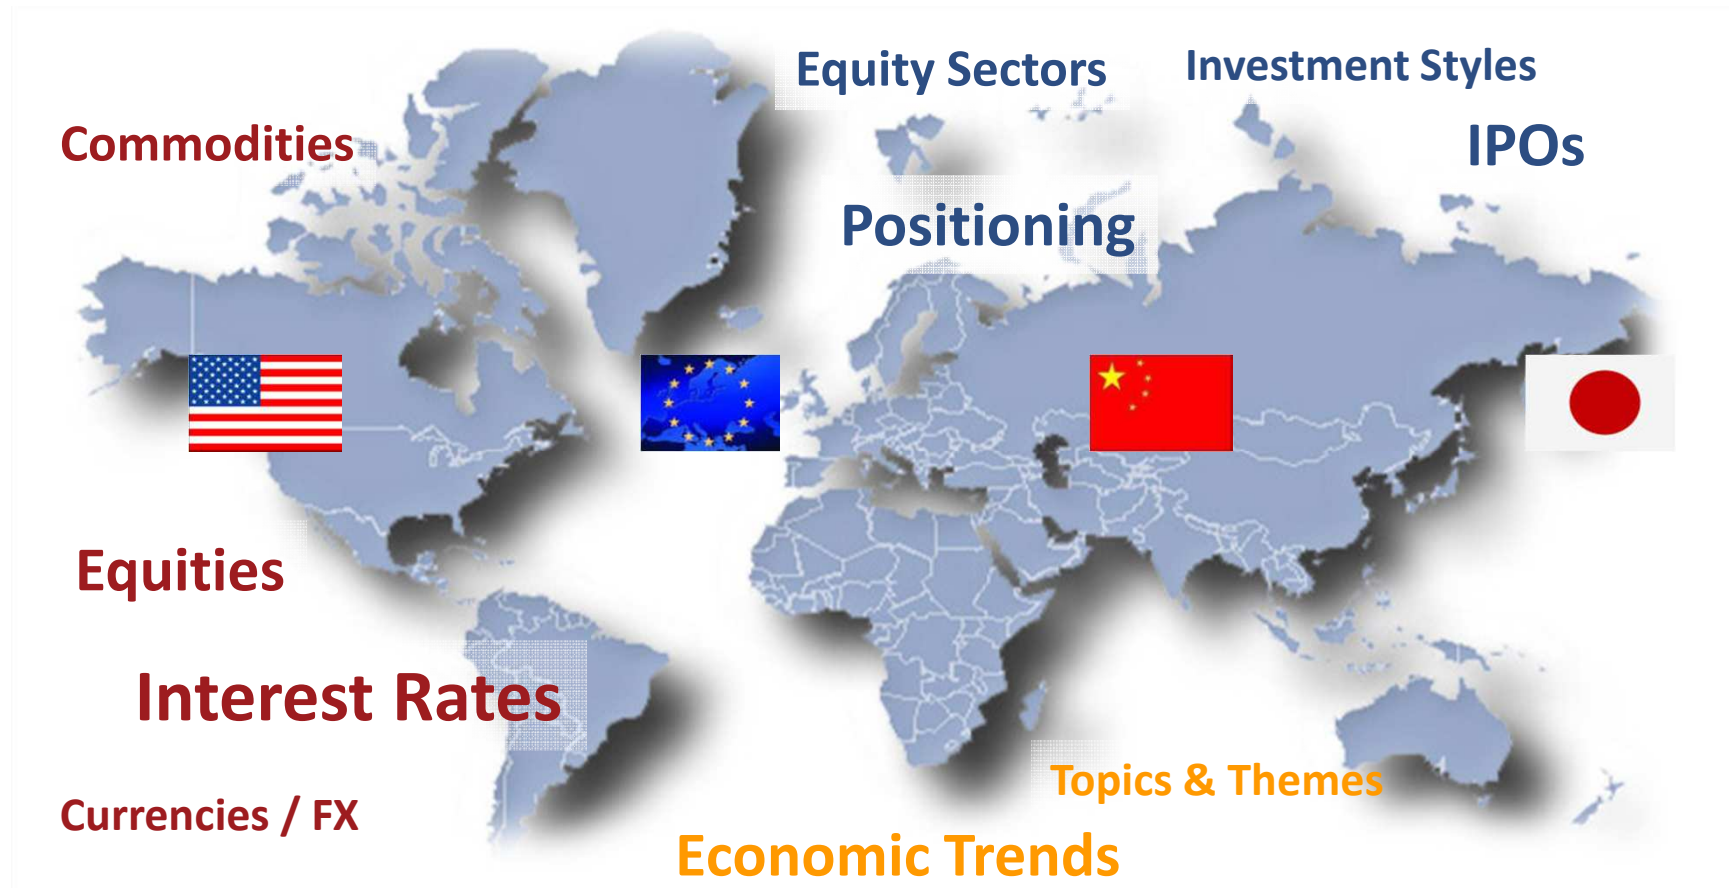 Equity Sectors
Investment Styles
Commodities
IPOs
Positioning
Equities
Interest Rates
Topics & Themes
Currencies / FX
Economic Trends